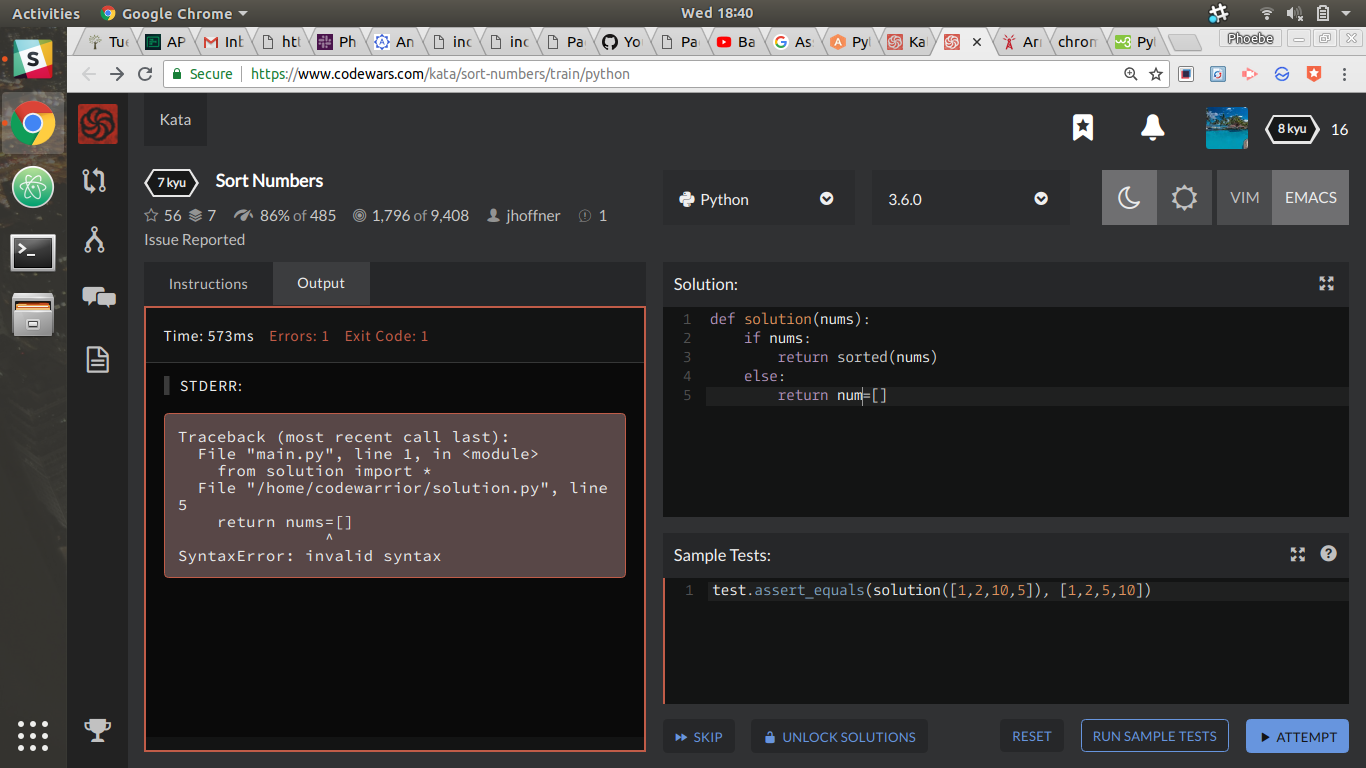 Activities Google Chrome Wed 18:40
Tue AP Inb htt Ph An inc inc Pa Yo Pa Ba As Pyt Ka Arr chrom Pyt Phoebe
Secure https://www.codewars.com/kata/sort-numbers/train/python
Kata
8 kyu 16
7 kyu Sort Numbers
56 7 86% of 485 1,796 of 9,408 jhoffner 1
Issue Reported
Python 3.6.0 VIM EMACS
Instructions Output
Time: 573ms Errors: 1 Exit Code: 1
STDERR:
Traceback (most recent call last):
File "main.py", line 1, in <module>
from solution import *
File "/home/codewarrior/solution.py", line
5
return nums=[]
^
SyntaxError: invalid syntax
Solution:
1 def solution(nums):
2 if nums:
3 return sorted(nums)
4 else:
5 return num=[]
Sample Tests:
1 test.assert_equals(solution([1,2,10,5]), [1,2,5,10])
SKIP UNLOCK SOLUTIONS RESET RUN SAMPLE TESTS ATTEMPT